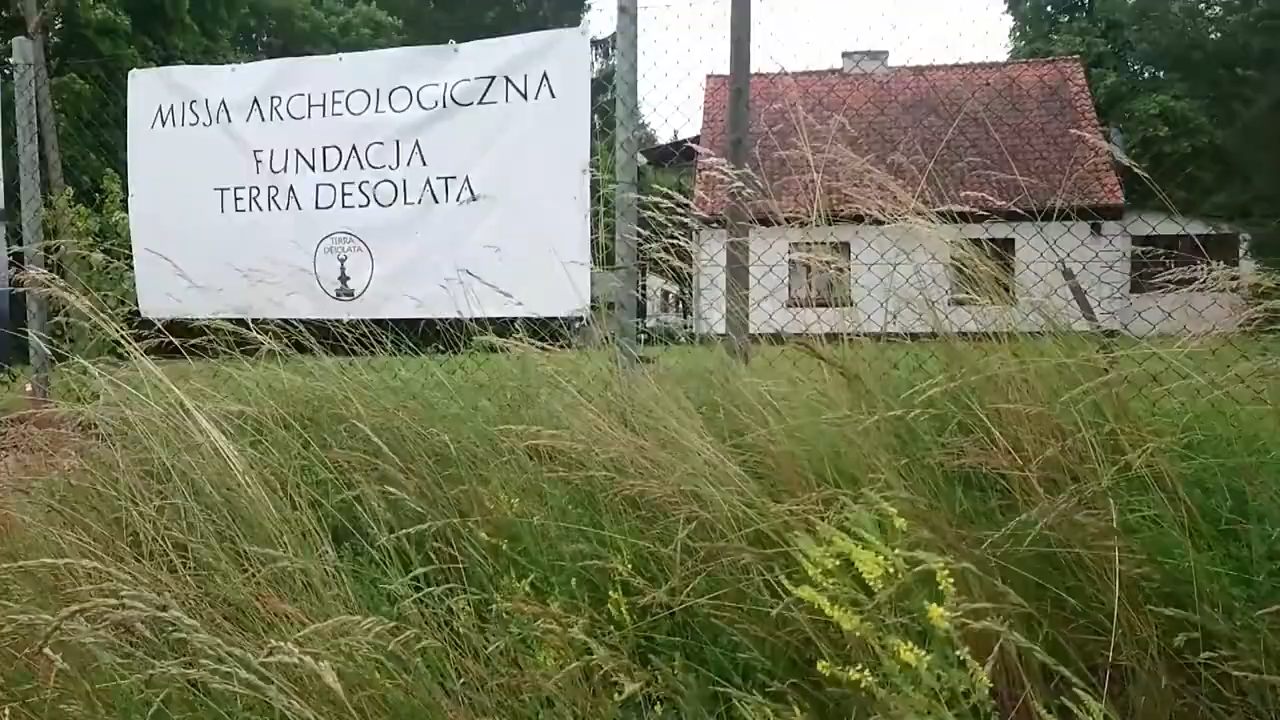 MISJA ARCHEOLOGICZNA
FUNDACJA
TERRA DESOLATA
TERRA
DESOLATA